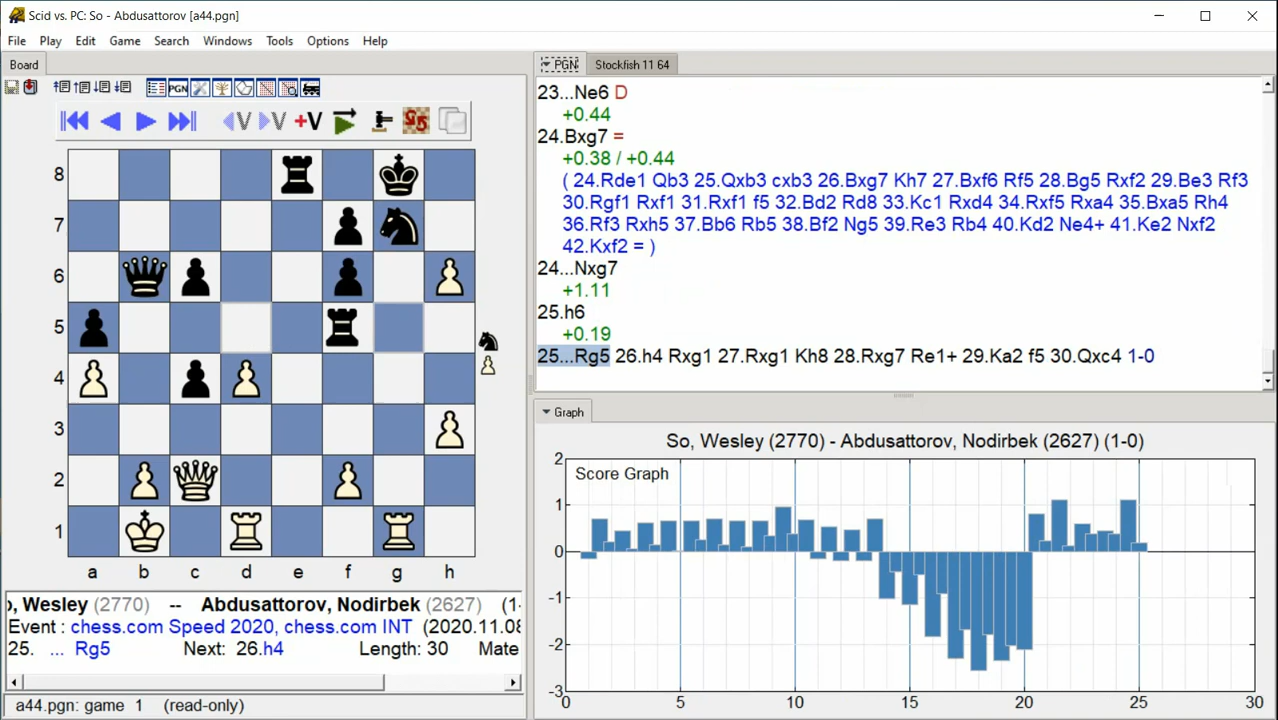 Scid vs. PC: So - Abdusattorov [a44.pgn]
File Play Edit Game Search Windows Tools Options Help
Board
PGN Stockfish 11 64
PGN
V V +V
8
7
6
5
4
3
2
1
a b c d e f g h
23...Ne6 D
+0.44
24.Bxg7 =
+0.38 / +0.44
( 24.Rde1 Qb3 25.Qxb3 cxb3 26.Bxg7 Kh7 27.Bxf6 Rf5 28.Bg5 Rxf2 29.Be3 Rf3
30.Rgf1 Rxf1 31.Rxf1 f5 32.Bd2 Rd8 33.Kc1 Rxd4 34.Rxf5 Rxa4 35.Bxa5 Rh4
36.Rf3 Rxh5 37.Bb6 Rb5 38.Bf2 Ng5 39.Re3 Rb4 40.Kd2 Ne4+ 41.Ke2 Nxf2
42.Kxf2 = )
24...Nxg7
+1.11
25.h6
+0.19
25...Rg5 26.h4 Rxg1 27.Rxg1 Kh8 28.Rxg7 Re1+ 29.Ka2 f5 30.Qxc4 1-0
Graph
So, Wesley (2770) - Abdusattorov, Nodirbek (2627) (1-0)
Score Graph
2
1
0
-1
-2
-3
0 5 10 15 20 25 30
o, Wesley (2770) -- Abdusattorov, Nodirbek (2627) (1-
Event : chess.com Speed 2020, chess.com INT (2020.11.08
25. ... Rg5 Next: 26.h4 Length: 30 Mate
a44.pgn: game 1 (read-only)